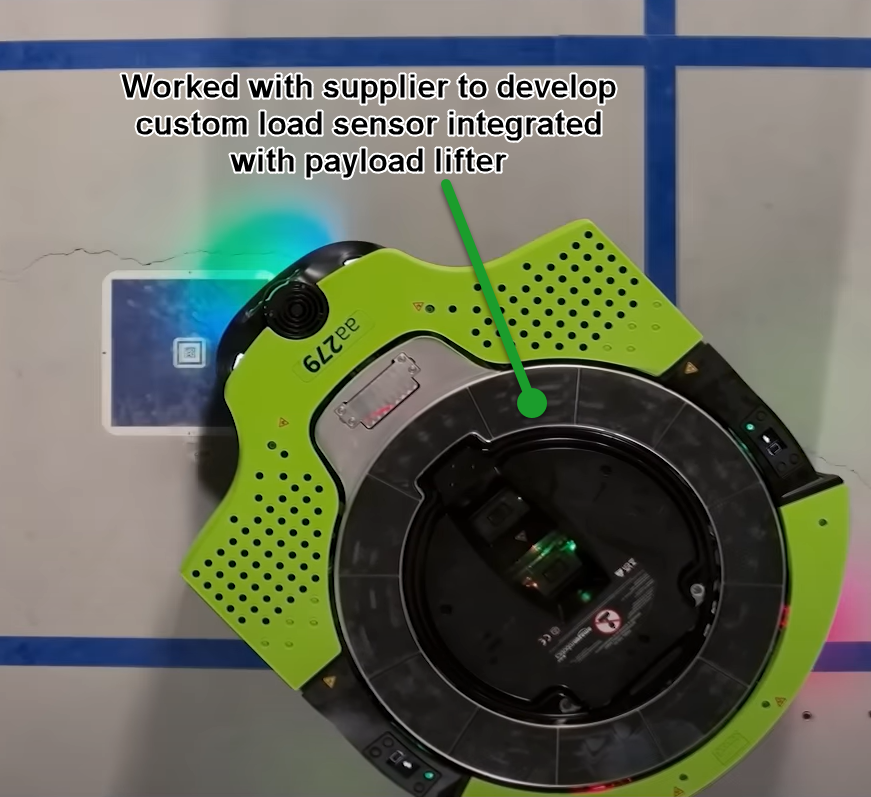 Worked with supplier to develop
custom load sensor integrated
with payload lifter
aa279